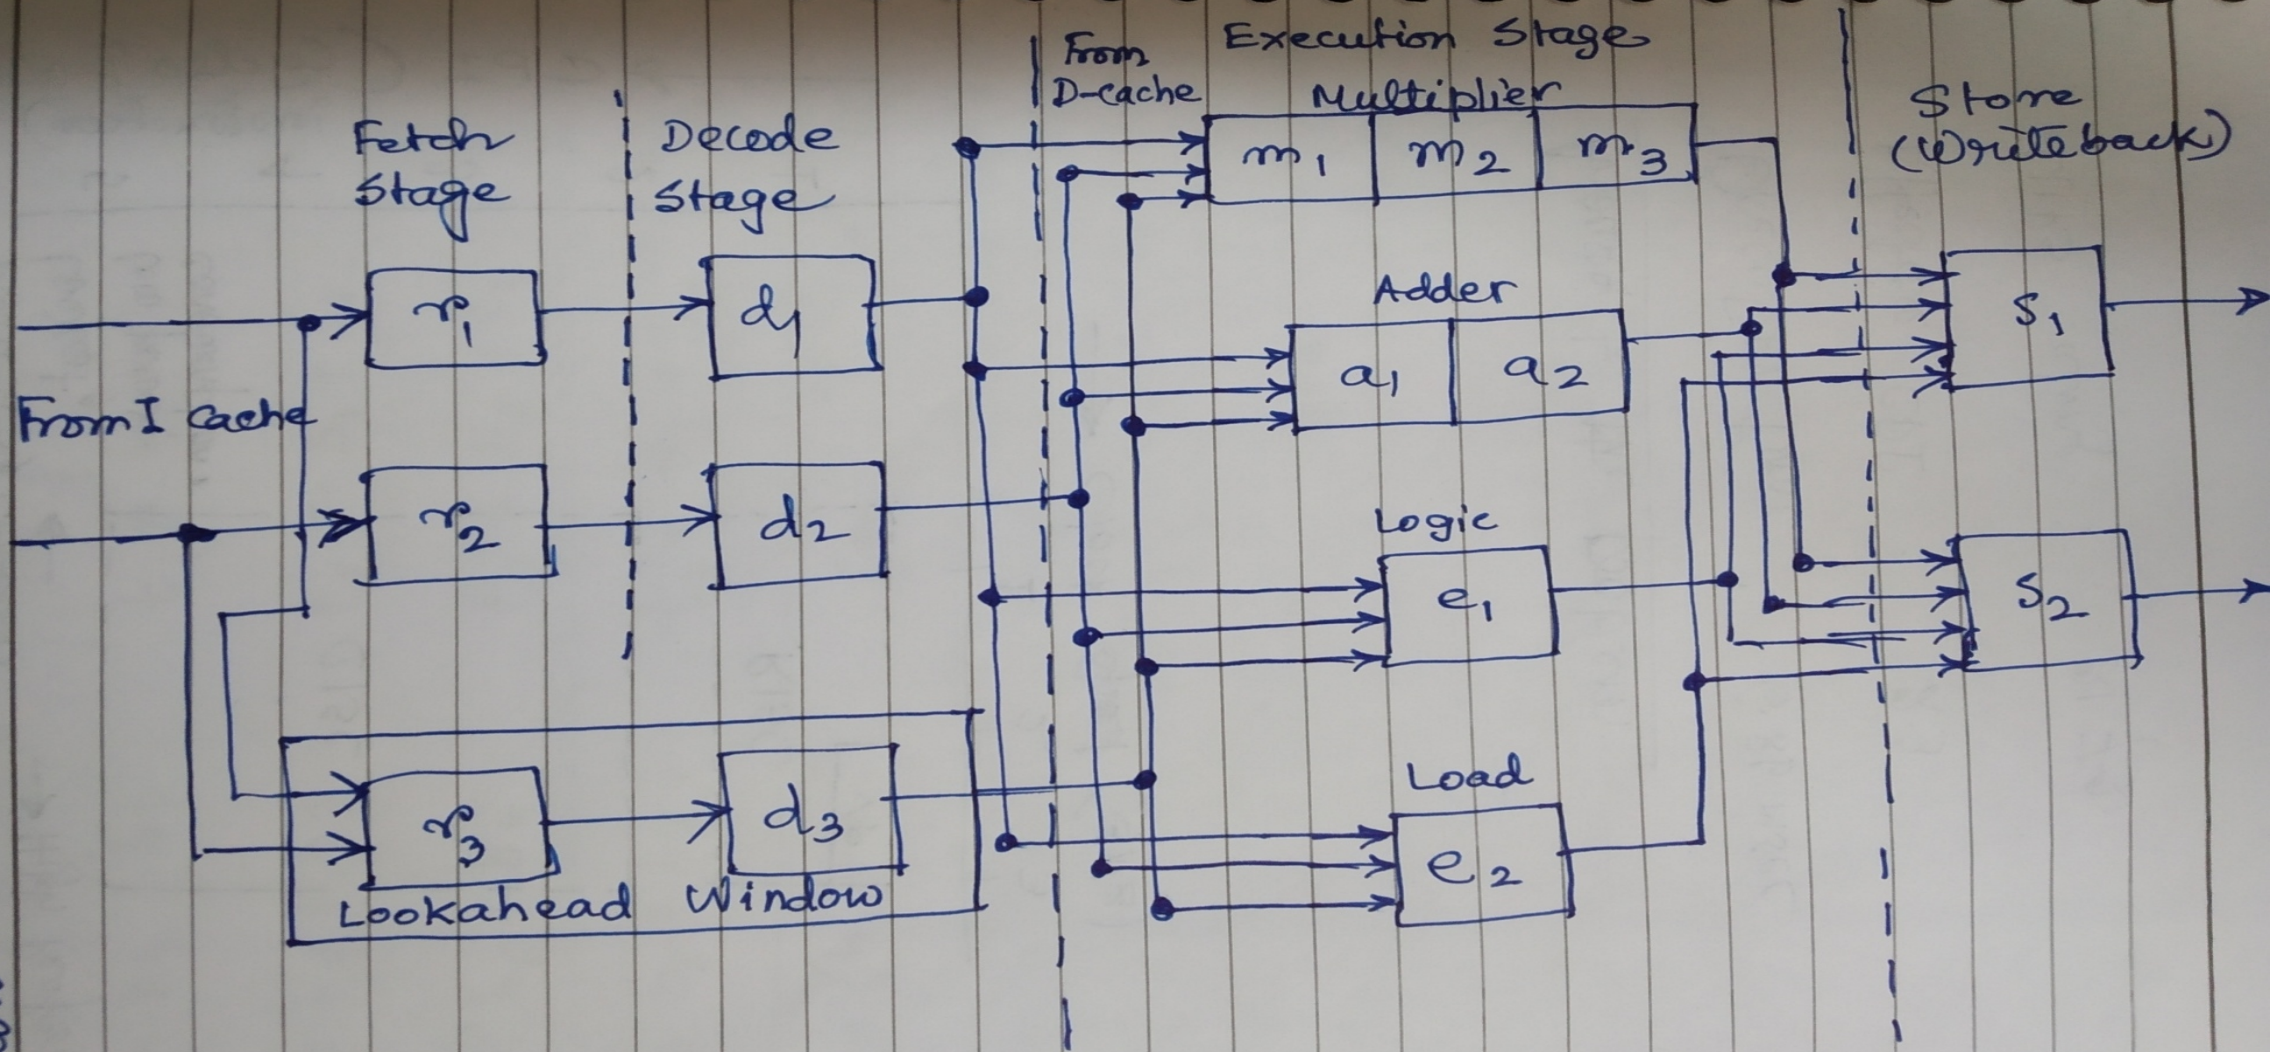 Execution Stage
From
D-cache
Multiplier
Store
(Writeback)
Fetch
Stage
Decode
Stage
m1
m2
m3
Adder
r1
d1
a1
a2
S1
From I cache
r2
d2
Logic
e1
S2
Load
r3
d3
e2
Lookahead Window